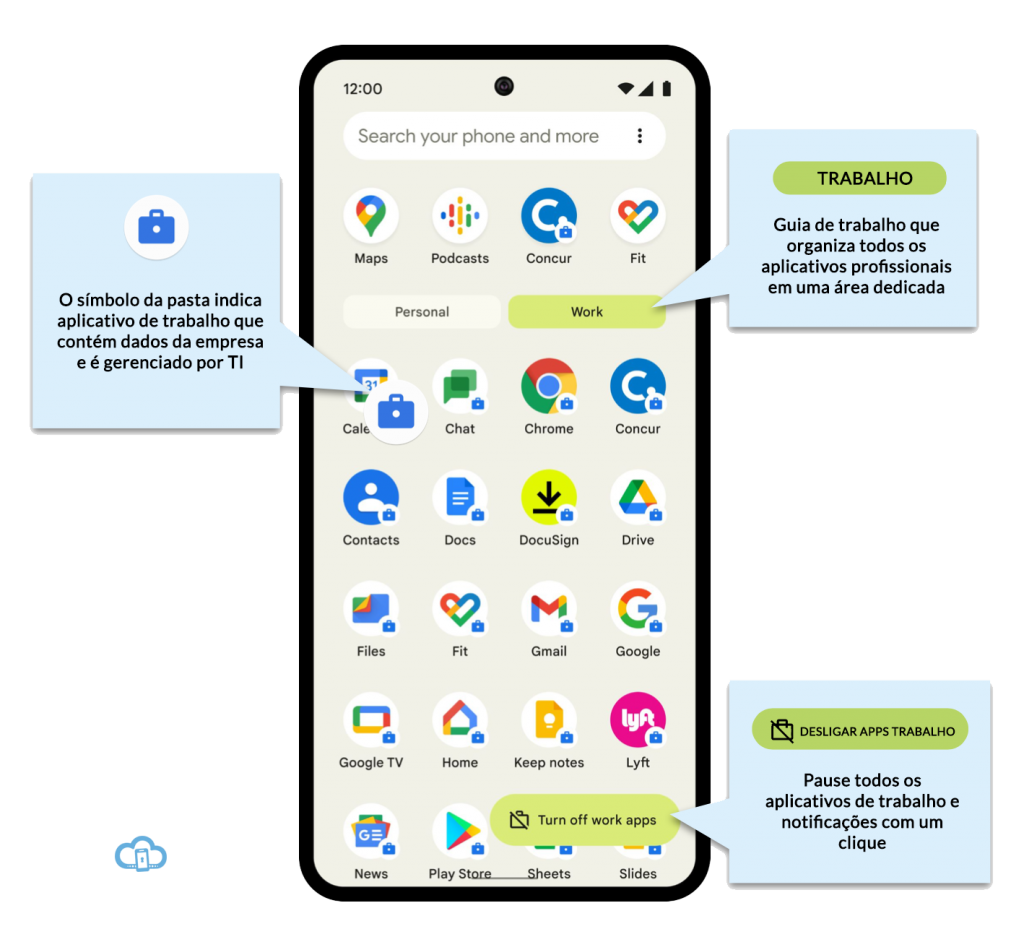 12:00
Search your phone and more
Maps Podcasts Concur Fit
Personal Work
31
Cale Chat Chrome Concur
Contacts Docs DocuSign Drive
Files Fit Gmail Google
lyft
Google TV Home Keep notes Lyft
GE
Turn off work apps
News Play Store Sheets Slides
O símbolo da pasta indica
aplicativo de trabalho que
contém dados da empresa
e é gerenciado por TI
TRABALHO
Guia de trabalho que
organiza todos os
aplicativos profissionais
em uma área dedicada
DESLIGAR APPS TRABALHO
Pause todos os
aplicativos de trabalho e
notificações com um
clique